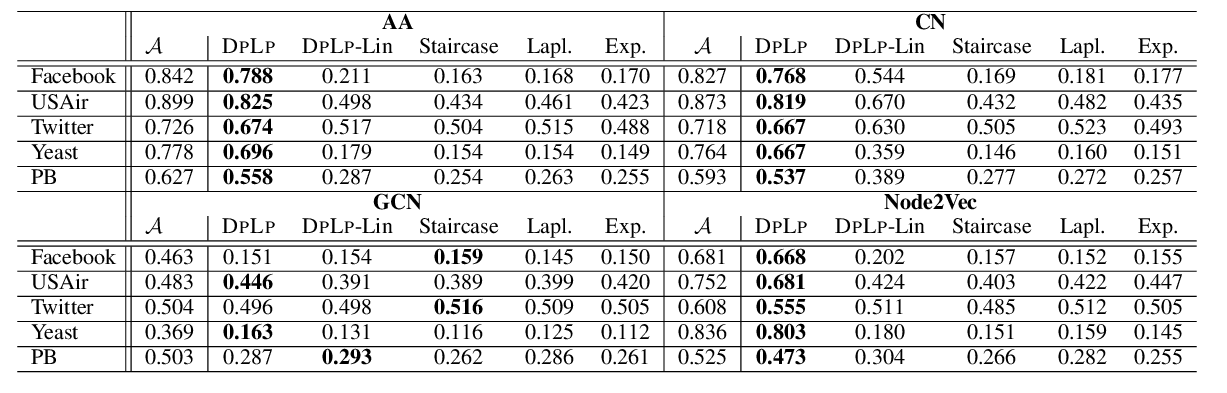 AA CN
𝒜 DPLP DPLP-Lin Staircase Lapl. Exp. 𝒜 DPLP DPLP-Lin Staircase Lapl. Exp.
Facebook 0.842 0.788 0.211 0.163 0.168 0.170 0.827 0.768 0.544 0.169 0.181 0.177
USAir 0.899 0.825 0.498 0.434 0.461 0.423 0.873 0.819 0.670 0.432 0.482 0.435
Twitter 0.726 0.674 0.517 0.504 0.515 0.488 0.718 0.667 0.630 0.505 0.523 0.493
Yeast 0.778 0.696 0.179 0.154 0.154 0.149 0.764 0.667 0.359 0.146 0.160 0.151
PB 0.627 0.558 0.287 0.254 0.263 0.255 0.593 0.537 0.389 0.277 0.272 0.257
GCN Node2Vec
𝒜 DPLP DPLP-Lin Staircase Lapl. Exp. 𝒜 DPLP DPLP-Lin Staircase Lapl. Exp.
Facebook 0.463 0.151 0.154 0.159 0.145 0.150 0.681 0.668 0.202 0.157 0.152 0.155
USAir 0.483 0.446 0.391 0.389 0.399 0.420 0.752 0.681 0.424 0.403 0.422 0.447
Twitter 0.504 0.496 0.498 0.516 0.509 0.505 0.608 0.555 0.511 0.485 0.512 0.505
Yeast 0.369 0.163 0.131 0.116 0.125 0.112 0.836 0.803 0.180 0.151 0.159 0.145
PB 0.503 0.287 0.293 0.262 0.286 0.261 0.525 0.473 0.304 0.266 0.282 0.255